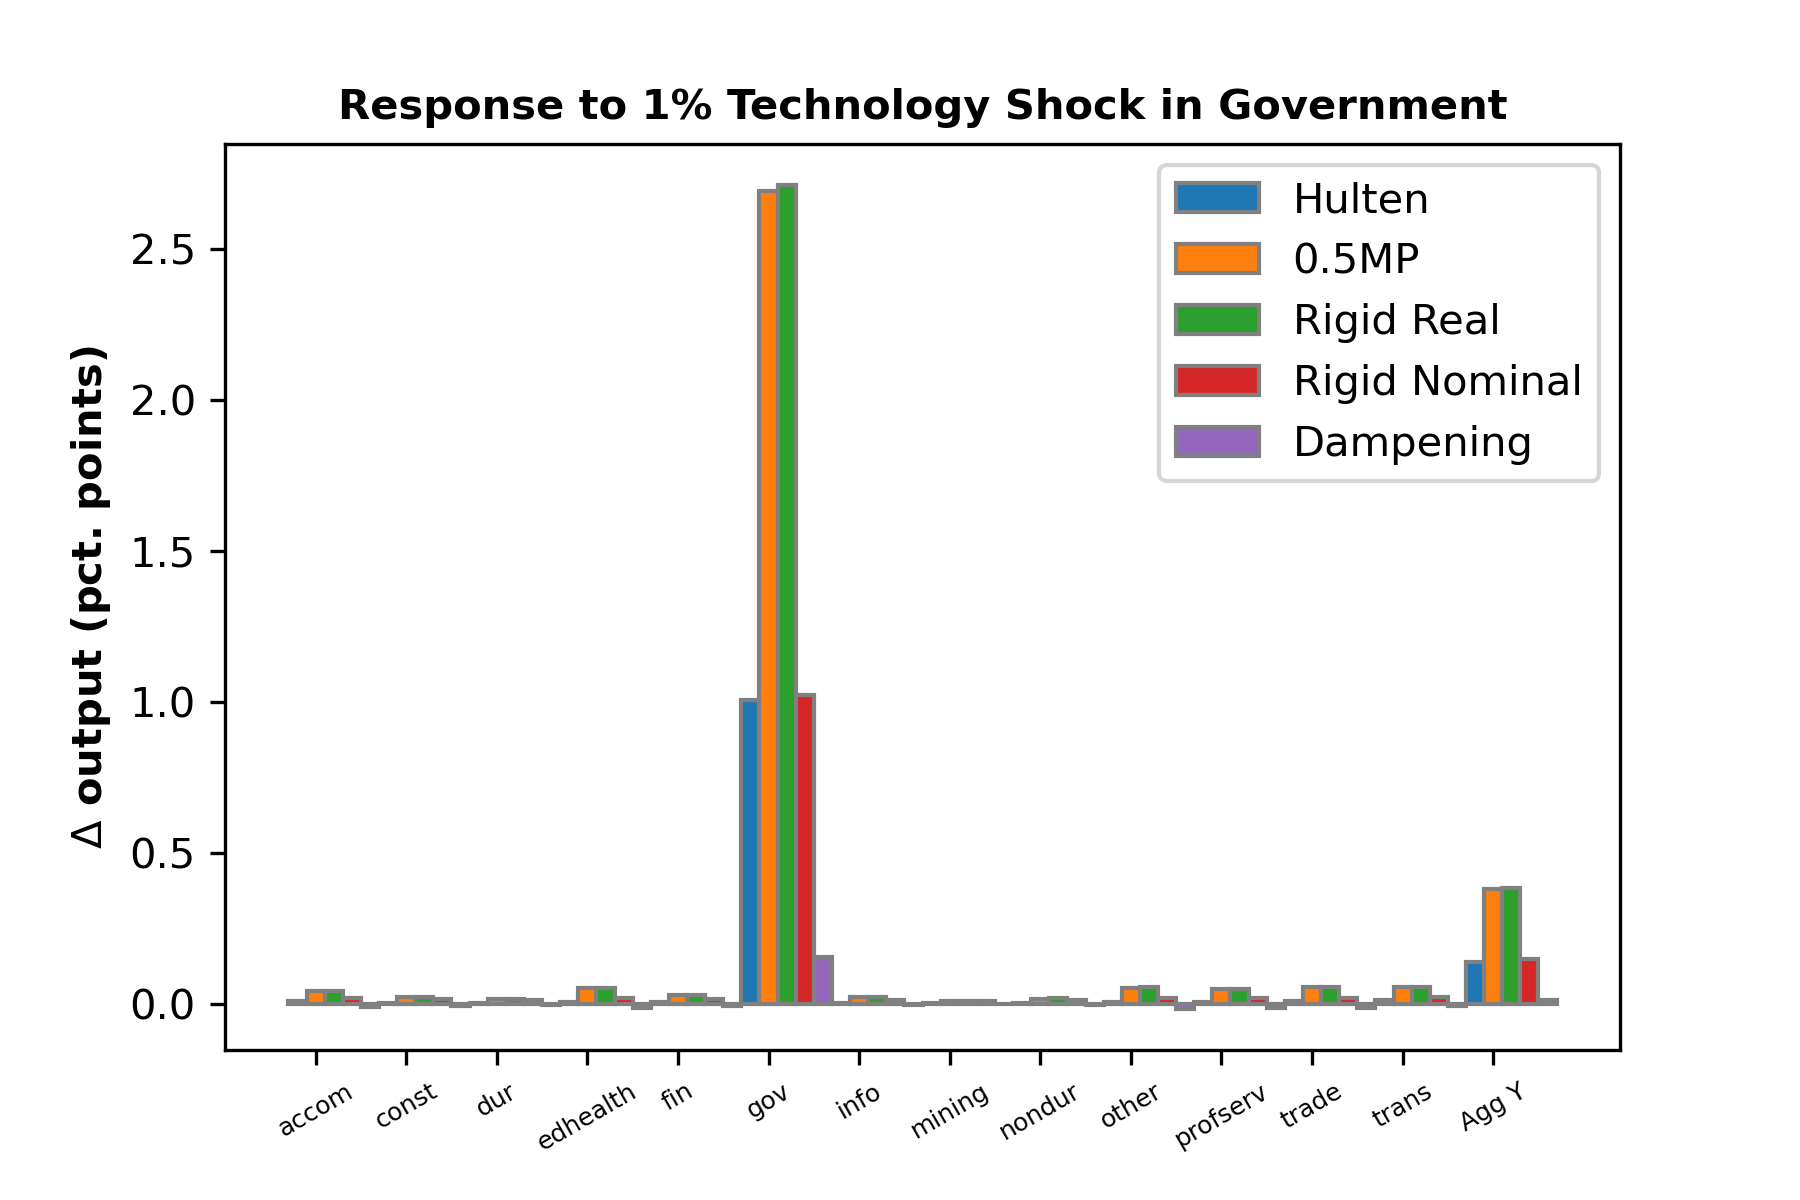 Response to 1% Technology Shock in Government
Δ output (pct. points)
2.5
2.0
1.5
1.0
0.5
0.0
Hulten
0.5MP
Rigid Real
Rigid Nominal
Dampening
accom
const
dur
edhealth
fin
gov
info
mining
nondur
other
profserv
trade
trans
Agg Y